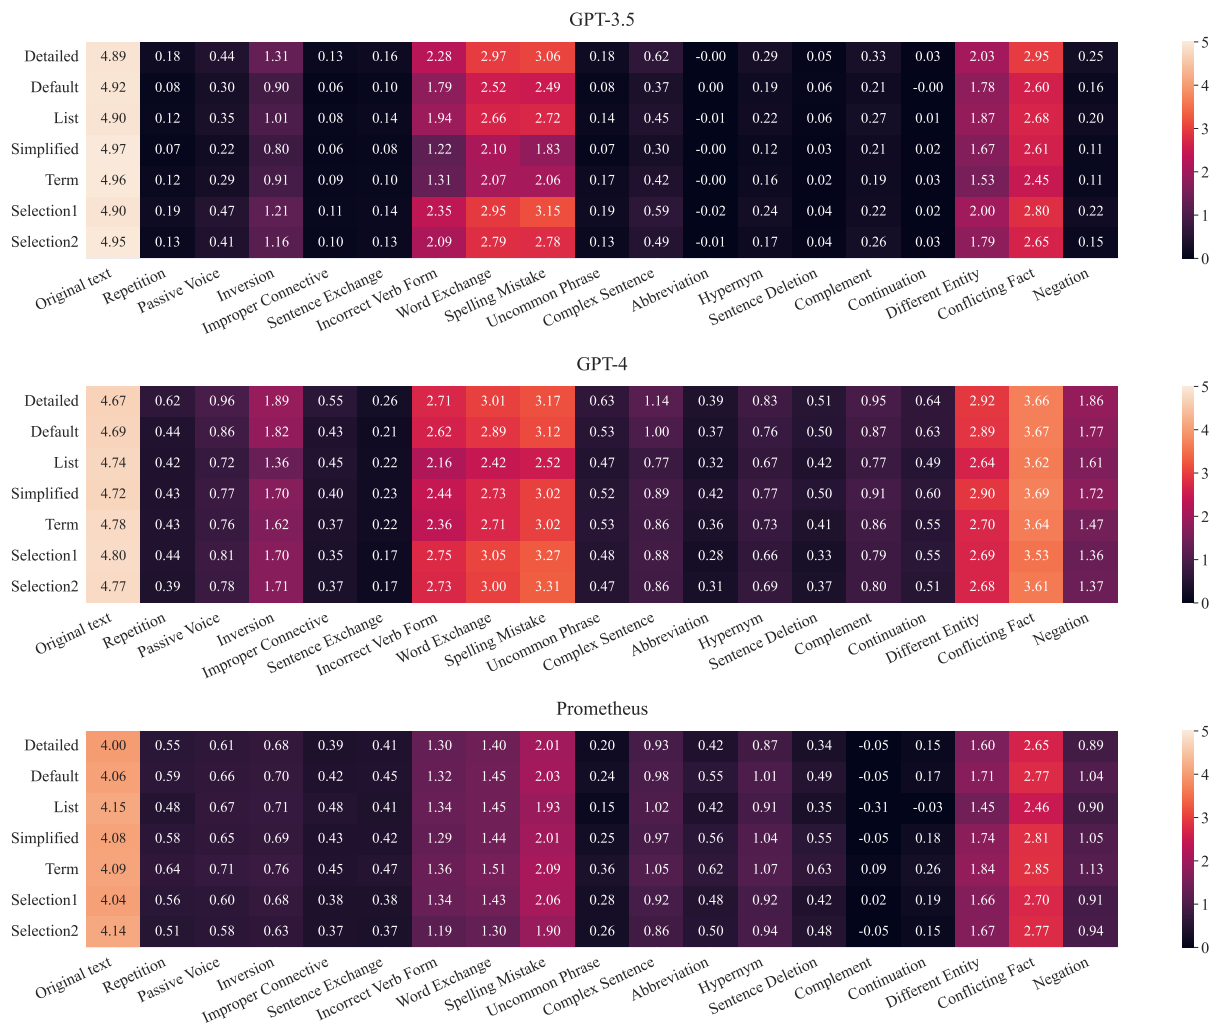 GPT-3.5
Detailed 4.89 0.18 0.44 1.31 0.13 0.16 2.28 2.97 3.06 0.18 0.62 -0.00 0.29 0.05 0.33 0.03 2.03 2.95 0.25
Default 4.92 0.08 0.30 0.90 0.06 0.10 1.79 2.52 2.49 0.08 0.37 0.00 0.19 0.06 0.21 -0.00 1.78 2.60 0.16
List 4.90 0.12 0.35 1.01 0.08 0.14 1.94 2.66 2.72 0.14 0.45 -0.01 0.22 0.06 0.27 0.01 1.87 2.68 0.20
Simplified 4.97 0.07 0.22 0.80 0.06 0.08 1.22 2.10 1.83 0.07 0.30 -0.00 0.12 0.03 0.21 0.02 1.67 2.61 0.11
Term 4.96 0.12 0.29 0.91 0.09 0.10 1.31 2.07 2.06 0.17 0.42 -0.00 0.16 0.02 0.19 0.03 1.53 2.45 0.11
Selection1 4.90 0.19 0.47 1.21 0.11 0.14 2.35 2.95 3.15 0.19 0.59 -0.02 0.24 0.04 0.22 0.02 2.00 2.80 0.22
Selection2 4.95 0.13 0.41 1.16 0.10 0.13 2.09 2.79 2.78 0.13 0.49 -0.01 0.17 0.04 0.26 0.03 1.79 2.65 0.15
Original text Repetition Passive Voice Inversion Improper Connective Sentence Exchange Incorrect Verb Form Word Exchange Spelling Mistake Uncommon Phrase Complex Sentence Abbreviation Hypernym Sentence Deletion Complement Continuation Different Entity Conflicting Fact Negation
5
4
3
2
1
0
GPT-4
Detailed 4.67 0.62 0.96 1.89 0.55 0.26 2.71 3.01 3.17 0.63 1.14 0.39 0.83 0.51 0.95 0.64 2.92 3.66 1.86
Default 4.69 0.44 0.86 1.82 0.43 0.21 2.62 2.89 3.12 0.53 1.00 0.37 0.76 0.50 0.87 0.63 2.89 3.67 1.77
List 4.74 0.42 0.72 1.36 0.45 0.22 2.16 2.42 2.52 0.47 0.77 0.32 0.67 0.42 0.77 0.49 2.64 3.62 1.61
Simplified 4.72 0.43 0.77 1.70 0.40 0.23 2.44 2.73 3.02 0.52 0.89 0.42 0.77 0.50 0.91 0.60 2.90 3.69 1.72
Term 4.78 0.43 0.76 1.62 0.37 0.22 2.36 2.71 3.02 0.53 0.86 0.36 0.73 0.41 0.86 0.55 2.70 3.64 1.47
Selection1 4.80 0.44 0.81 1.70 0.35 0.17 2.75 3.05 3.27 0.48 0.88 0.28 0.66 0.33 0.79 0.55 2.69 3.53 1.36
Selection2 4.77 0.39 0.78 1.71 0.37 0.17 2.73 3.00 3.31 0.47 0.86 0.31 0.69 0.37 0.80 0.51 2.68 3.61 1.37
Original text Repetition Passive Voice Inversion Improper Connective Sentence Exchange Incorrect Verb Form Word Exchange Spelling Mistake Uncommon Phrase Complex Sentence Abbreviation Hypernym Sentence Deletion Complement Continuation Different Entity Conflicting Fact Negation
5
4
3
2
1
0
Prometheus
Detailed 4.00 0.55 0.61 0.68 0.39 0.41 1.30 1.40 2.01 0.20 0.93 0.42 0.87 0.34 -0.05 0.15 1.60 2.65 0.89
Default 4.06 0.59 0.66 0.70 0.42 0.45 1.32 1.45 2.03 0.24 0.98 0.55 1.01 0.49 -0.05 0.17 1.71 2.77 1.04
List 4.15 0.48 0.67 0.71 0.48 0.41 1.34 1.45 1.93 0.15 1.02 0.42 0.91 0.35 -0.31 -0.03 1.45 2.46 0.90
Simplified 4.08 0.58 0.65 0.69 0.43 0.42 1.29 1.44 2.01 0.25 0.97 0.56 1.04 0.55 -0.05 0.18 1.74 2.81 1.05
Term 4.09 0.64 0.71 0.76 0.45 0.47 1.36 1.51 2.09 0.36 1.05 0.62 1.07 0.63 0.09 0.26 1.84 2.85 1.13
Selection1 4.04 0.56 0.60 0.68 0.38 0.38 1.34 1.43 2.06 0.28 0.92 0.48 0.92 0.42 0.02 0.19 1.66 2.70 0.91
Selection2 4.14 0.51 0.58 0.63 0.37 0.37 1.19 1.30 1.90 0.26 0.86 0.50 0.94 0.48 -0.05 0.15 1.67 2.77 0.94
Original text Repetition Passive Voice Inversion Improper Connective Sentence Exchange Incorrect Verb Form Word Exchange Spelling Mistake Uncommon Phrase Complex Sentence Abbreviation Hypernym Sentence Deletion Complement Continuation Different Entity Conflicting Fact Negation
5
4
3
2
1
0